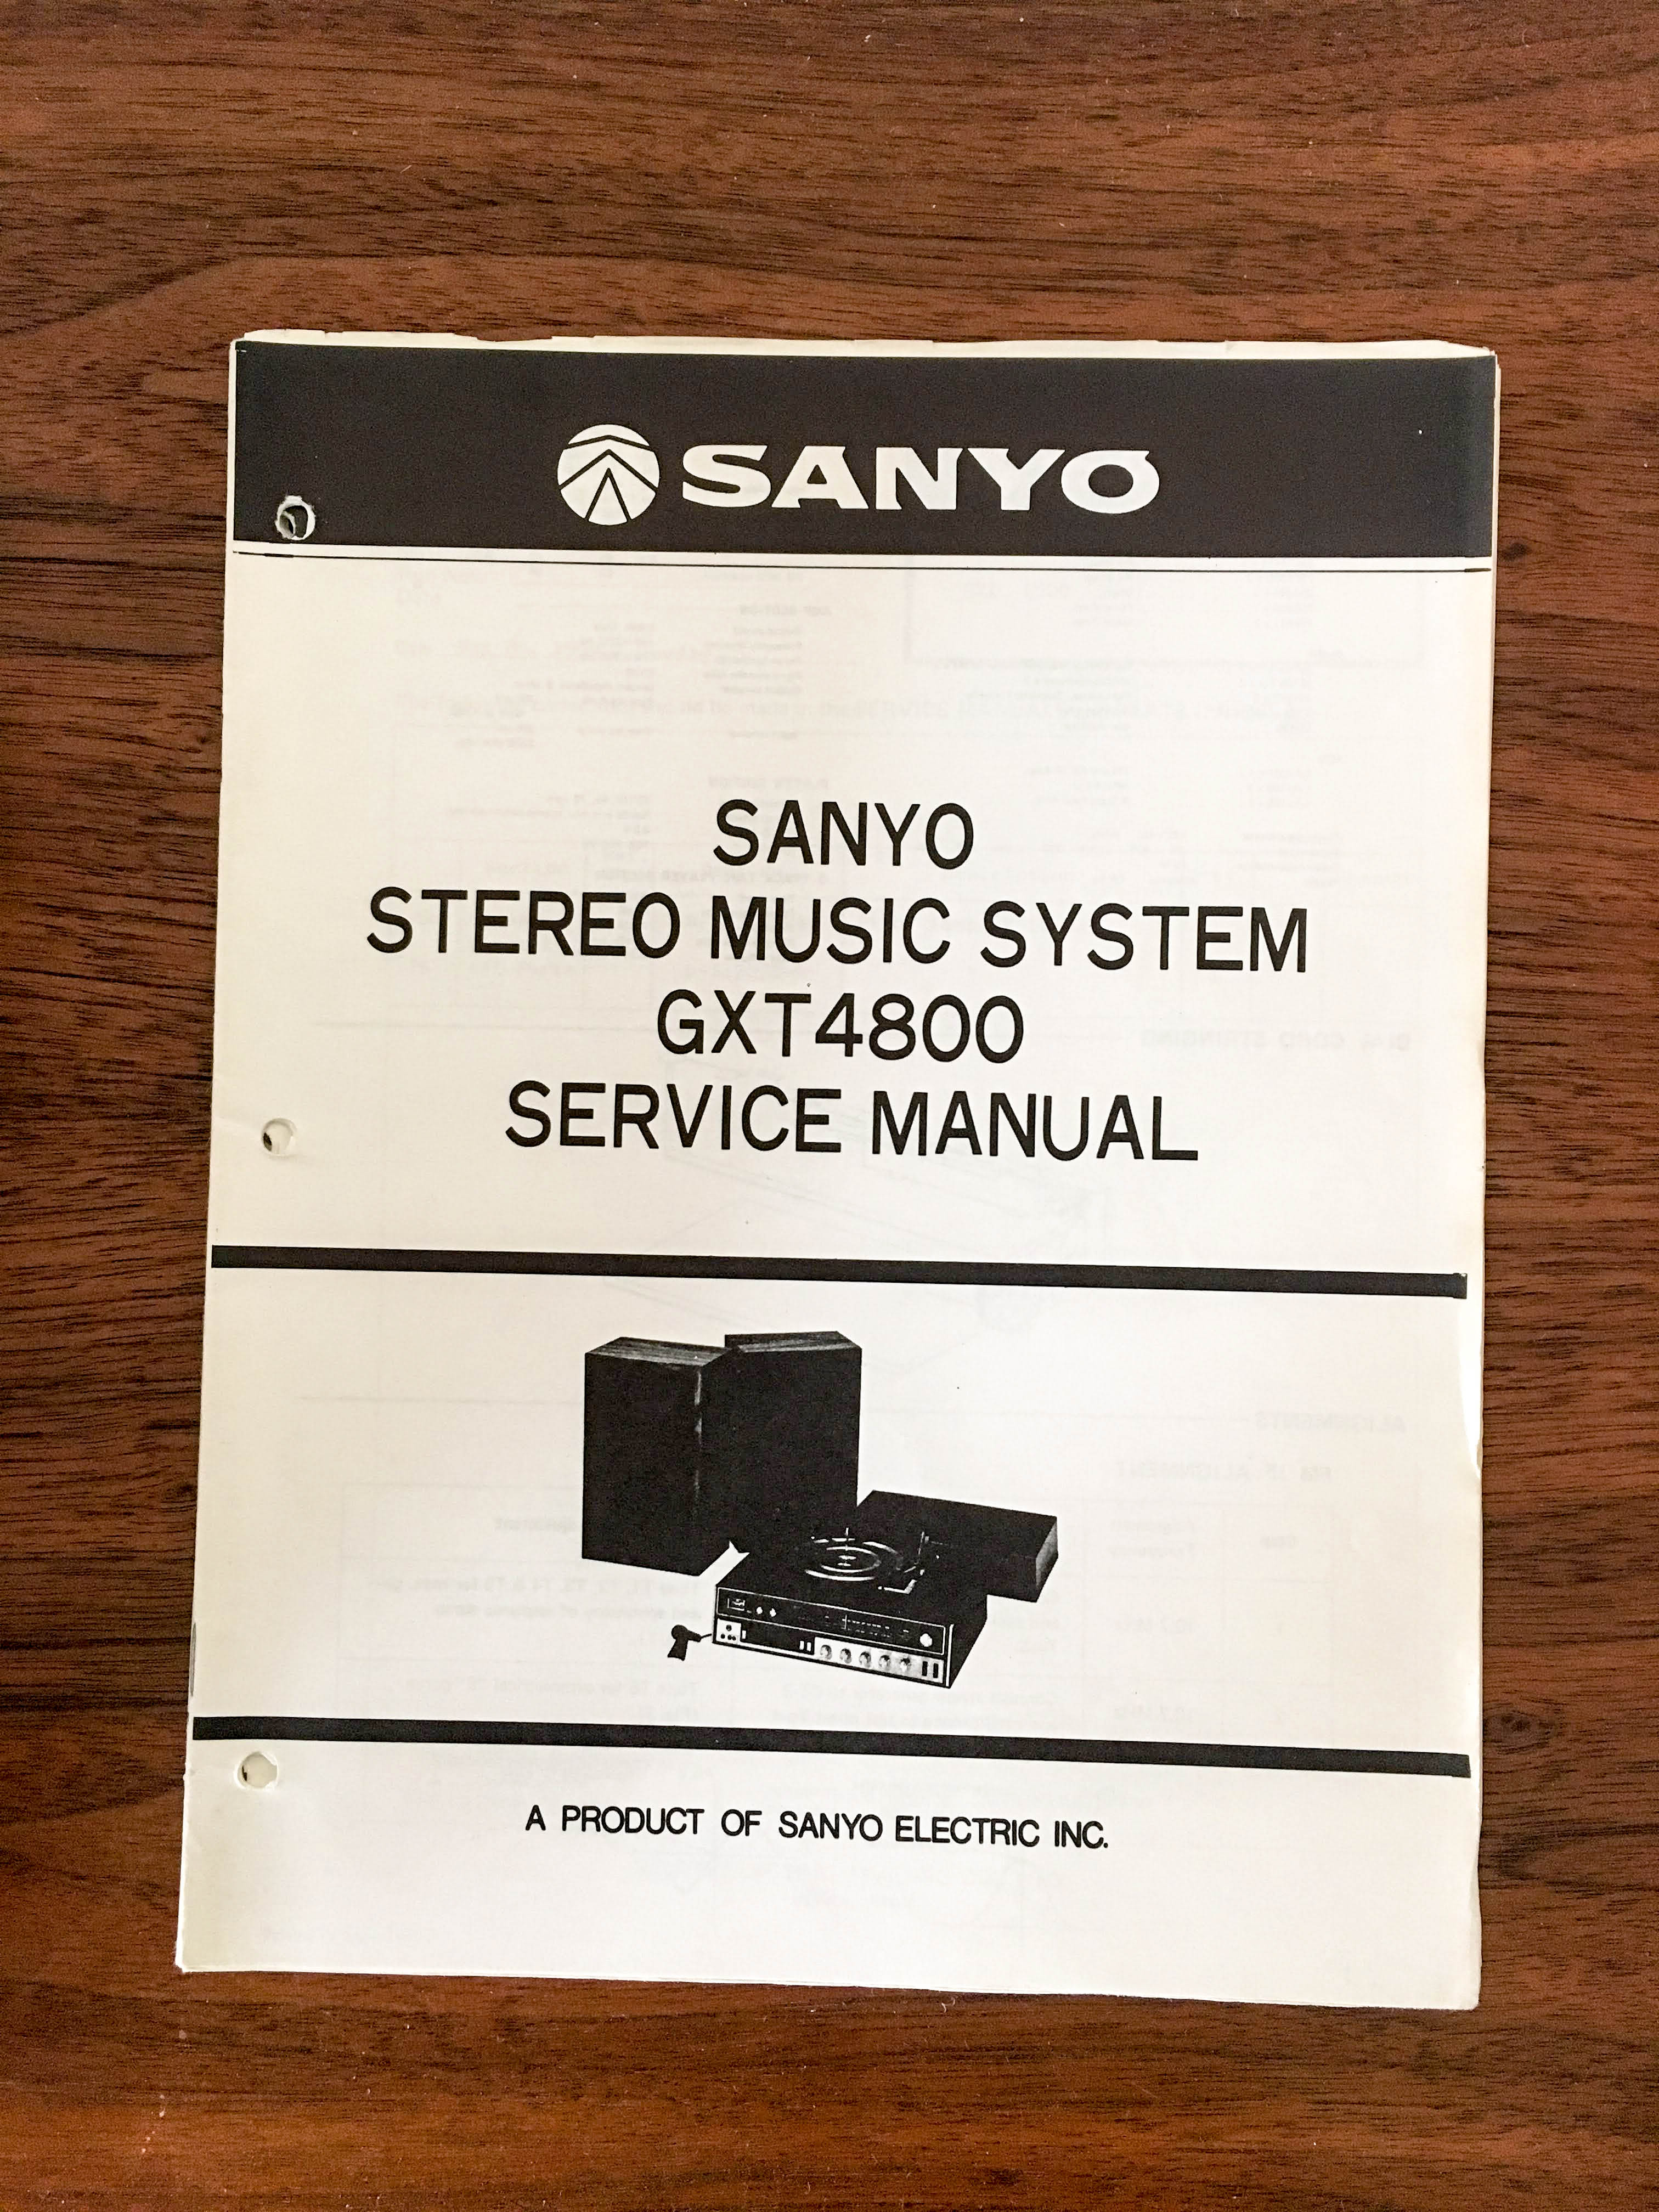 SANYO
SANYO
STEREO MUSIC SYSTEM
GXT4800
SERVICE MANUAL
A PRODUCT OF SANYO ELECTRIC INC.